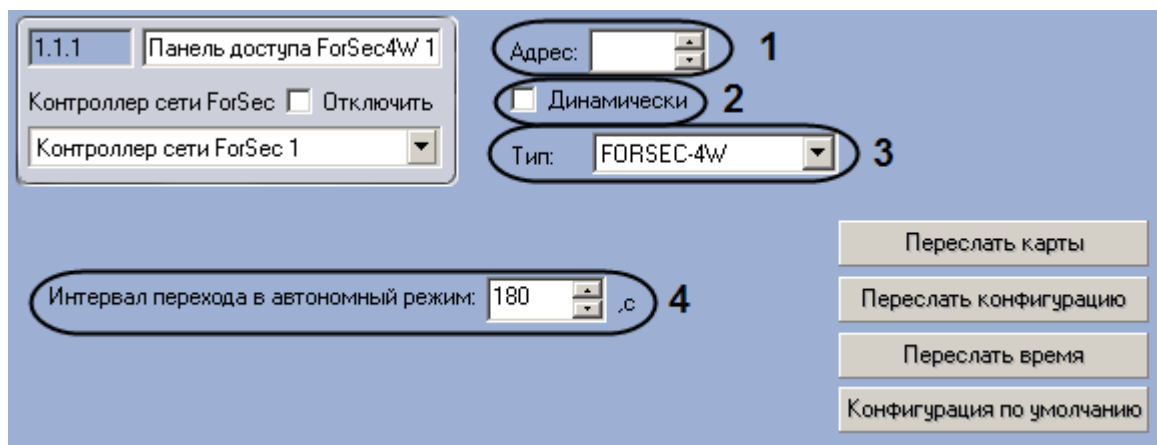 1.1.1 Панель доступа ForSec4W 1
Контроллер сети ForSec Отключить
Контроллер сети ForSec 1
Адрес: 1
Динамически 2
Тип: FORSEC-4W 3
Интервал перехода в автономный режим: 180 ,с 4
Переслать карты
Переслать конфигурацию
Переслать время
Конфигурация по умолчанию